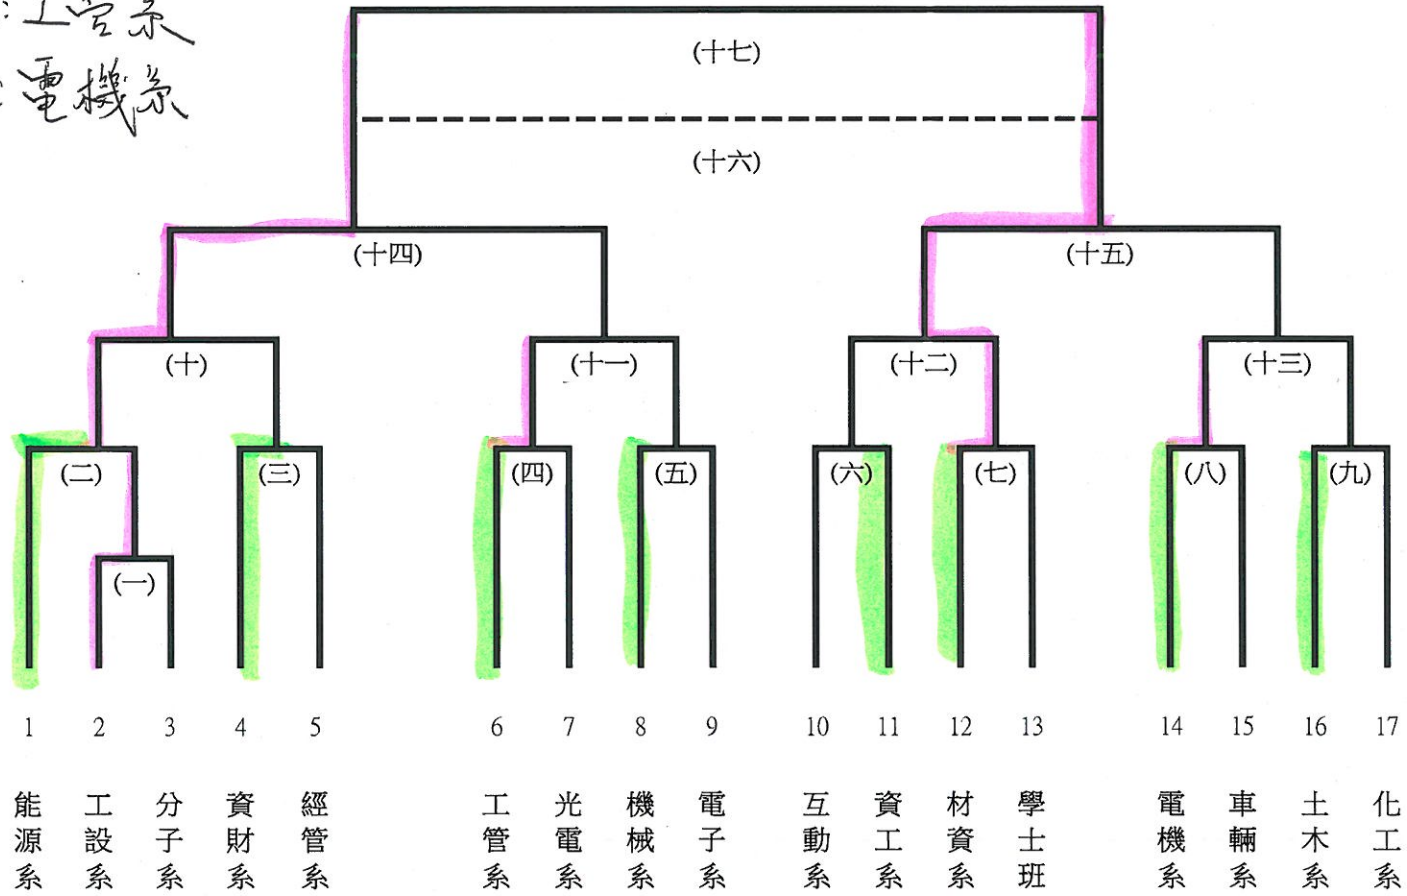 :工管系
:電機系
(十七)
(十六)
(十四) (十五)
(十) (十一) (十二) (十三)
(二) (三) (四) (五) (六) (七) (八) (九)
(一)
1 2 3 4 5 6 7 8 9 10 11 12 13 14 15 16 17
能源系 工設系 分子系 資財系 經管系 工管系 光電系 機械系 電子系 互動系 資工系 材資系 學士班 電機系 車輛系 土木系 化工系